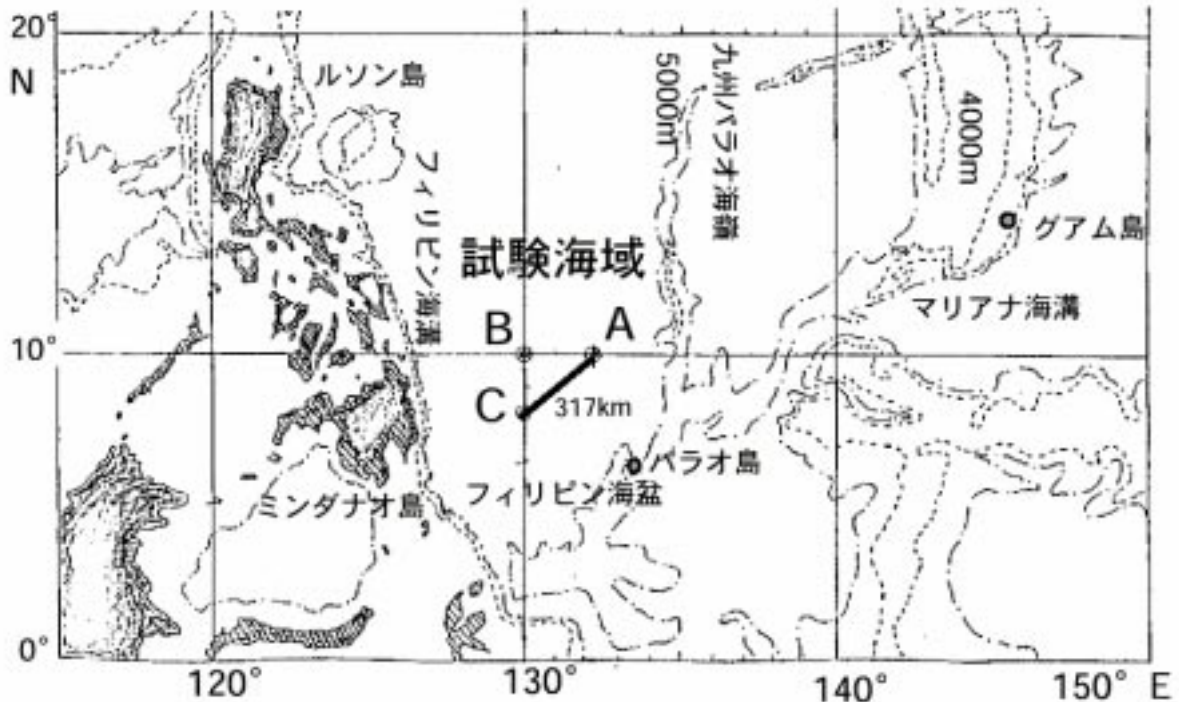 20°
N
ルソン島
フィリピン海溝
5000m
九州パラオ海嶺
4000m
グアム島
マリアナ海溝
試験海域
B
A
10°
C
317km
パラオ島
フィリピン海盆
ミンダナオ島
0°
120°
130°
140°
150° E